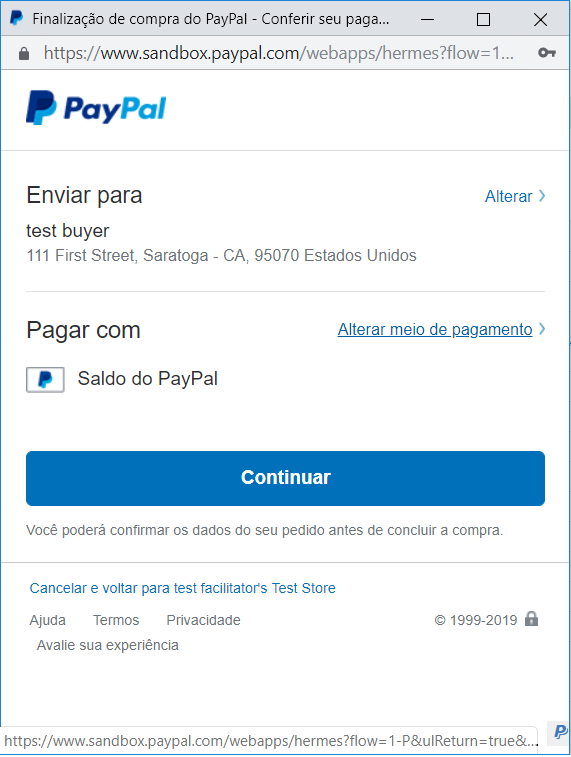 Finalização de compra do PayPal - Conferir seu paga...
https://www.sandbox.paypal.com/webapps/hermes?flow=1...
PayPal
Enviar para
Alterar
test buyer
111 First Street, Saratoga - CA, 95070 Estados Unidos
Pagar com
Alterar meio de pagamento
Saldo do PayPal
Continuar
Você poderá confirmar os dados do seu pedido antes de concluir a compra.
Cancelar e voltar para test facilitator's Test Store
Ajuda Termos Privacidade © 1999-2019
Avalie sua experiência
https://www.sandbox.paypal.com/webapps/hermes?flow=1-P&ulReturn=true&...